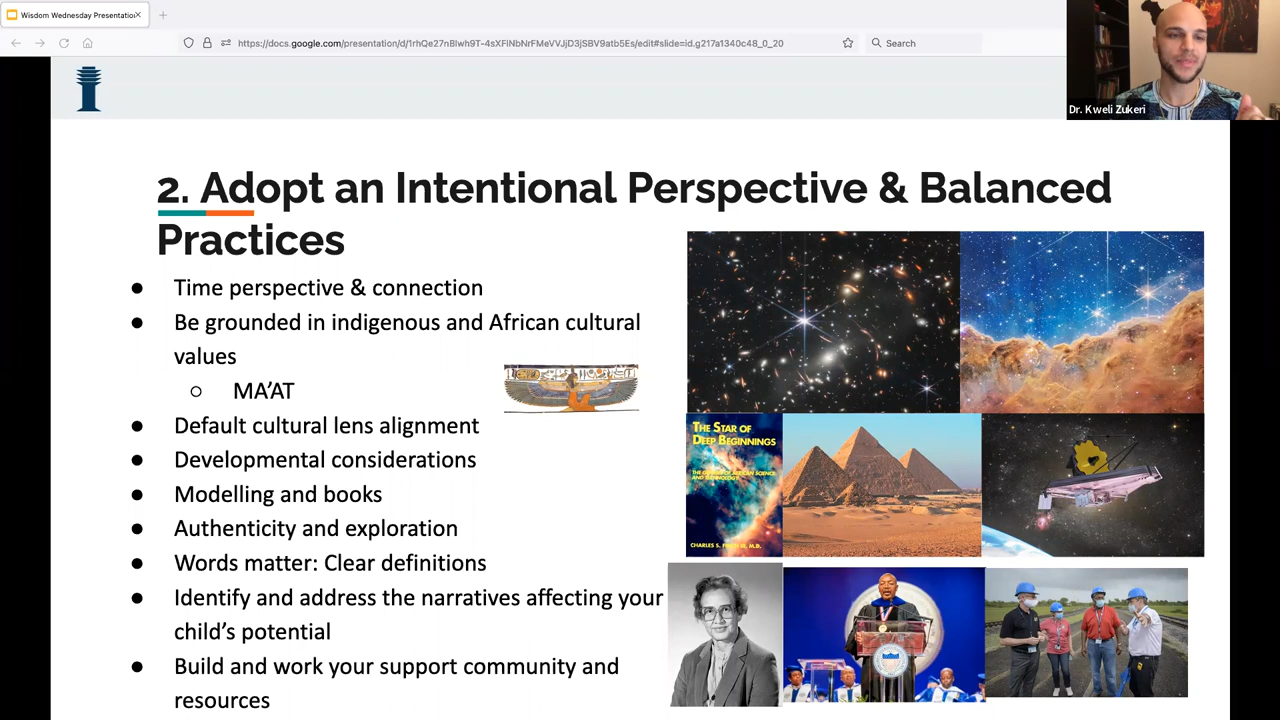 Wisdom Wednesday Presentation
https://docs.google.com/presentation/d/1rhQe27nBlwh9T-4sXFlNbNrFMeVVJjD3jSBV9atb5Es/edit#slide=id.g217a1340c48_0_20
Search
Dr. Kweli Zukeri
2. Adopt an Intentional Perspective & Balanced
Practices
● Time perspective & connection
● Be grounded in indigenous and African cultural
values
○ MA’AT
● Default cultural lens alignment
● Developmental considerations
● Modelling and books
● Authenticity and exploration
● Words matter: Clear definitions
● Identify and address the narratives affecting your
child’s potential
● Build and work your support community and
resources
THE STAR OF
DEEP BEGINNINGS
AND TECHNOLOGY
CHARLES S. M.D.